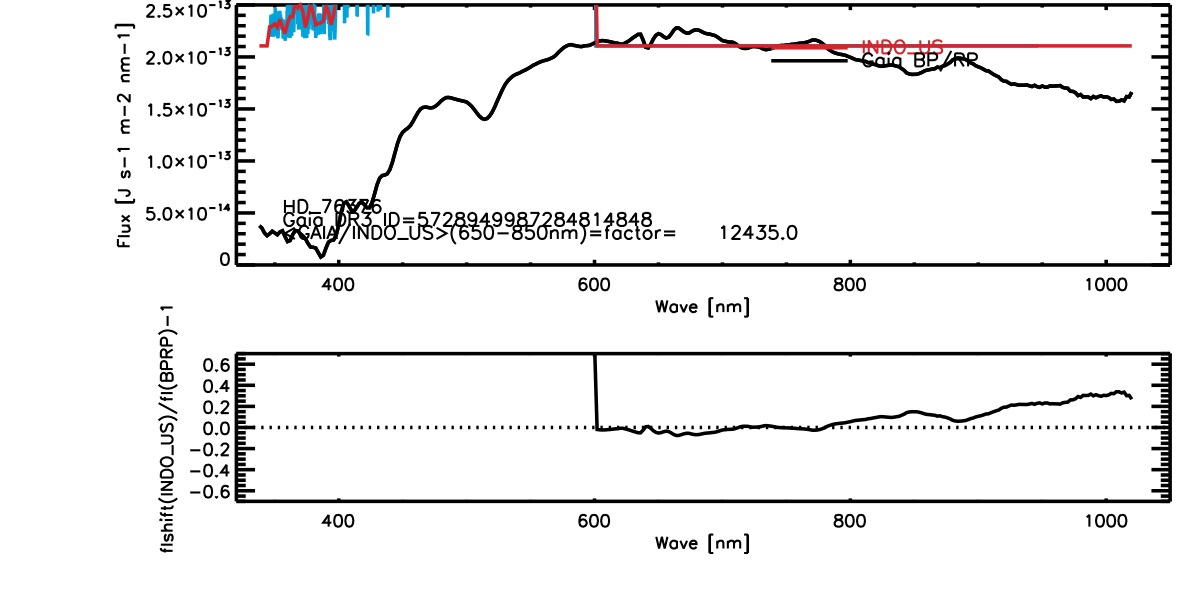 2.5×10−13
INDO_US
2.0×10−13
Gaia BP/RP
1.5×10−13
1.0×10−13
5.0×10−14
0
Flux [J s−1 m−2 nm−1]
Gaia DR3 ID=5728949987284814848
<GAIA/INDO_US>(650−850nm)=factor= 12435.0
400 600 800 1000
Wave [nm]
flshift(INDO_US)/fl(BPRP)−1
0.6
0.4
0.2
0.0
−0.2
−0.4
−0.6
400 600 800 1000
Wave [nm]